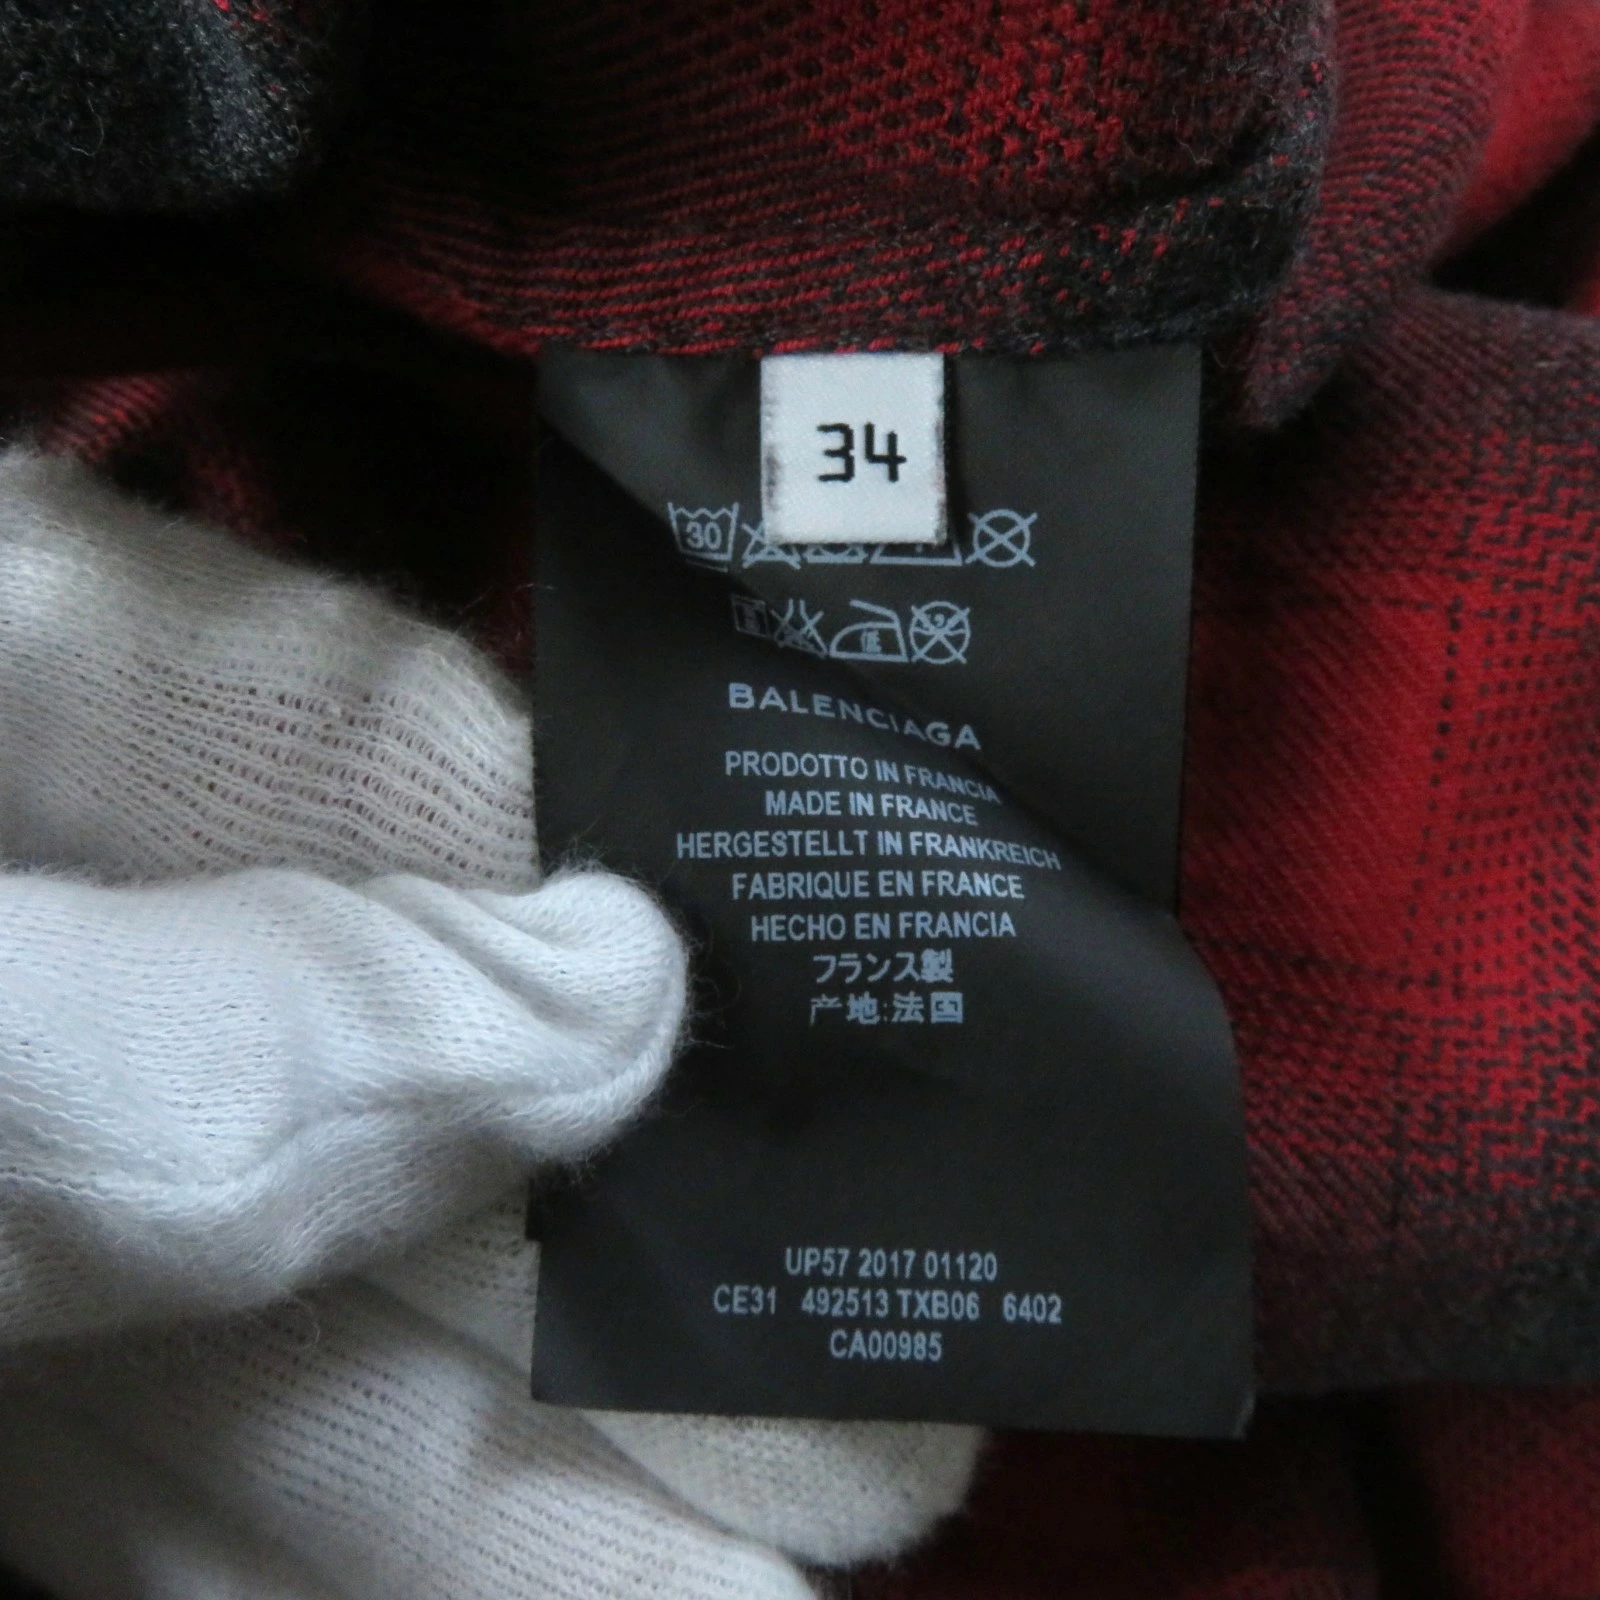 34
30
低
BALENCIAGA
PRODOTTO IN FRANCIA
MADE IN FRANCE
HERGESTELLT IN FRANKREICH
FABRIQUE EN FRANCE
HECHO EN FRANCIA
フランス製
产地:法国
UP57 2017 01120
CE31 492513 TXB06 6402
CA00985